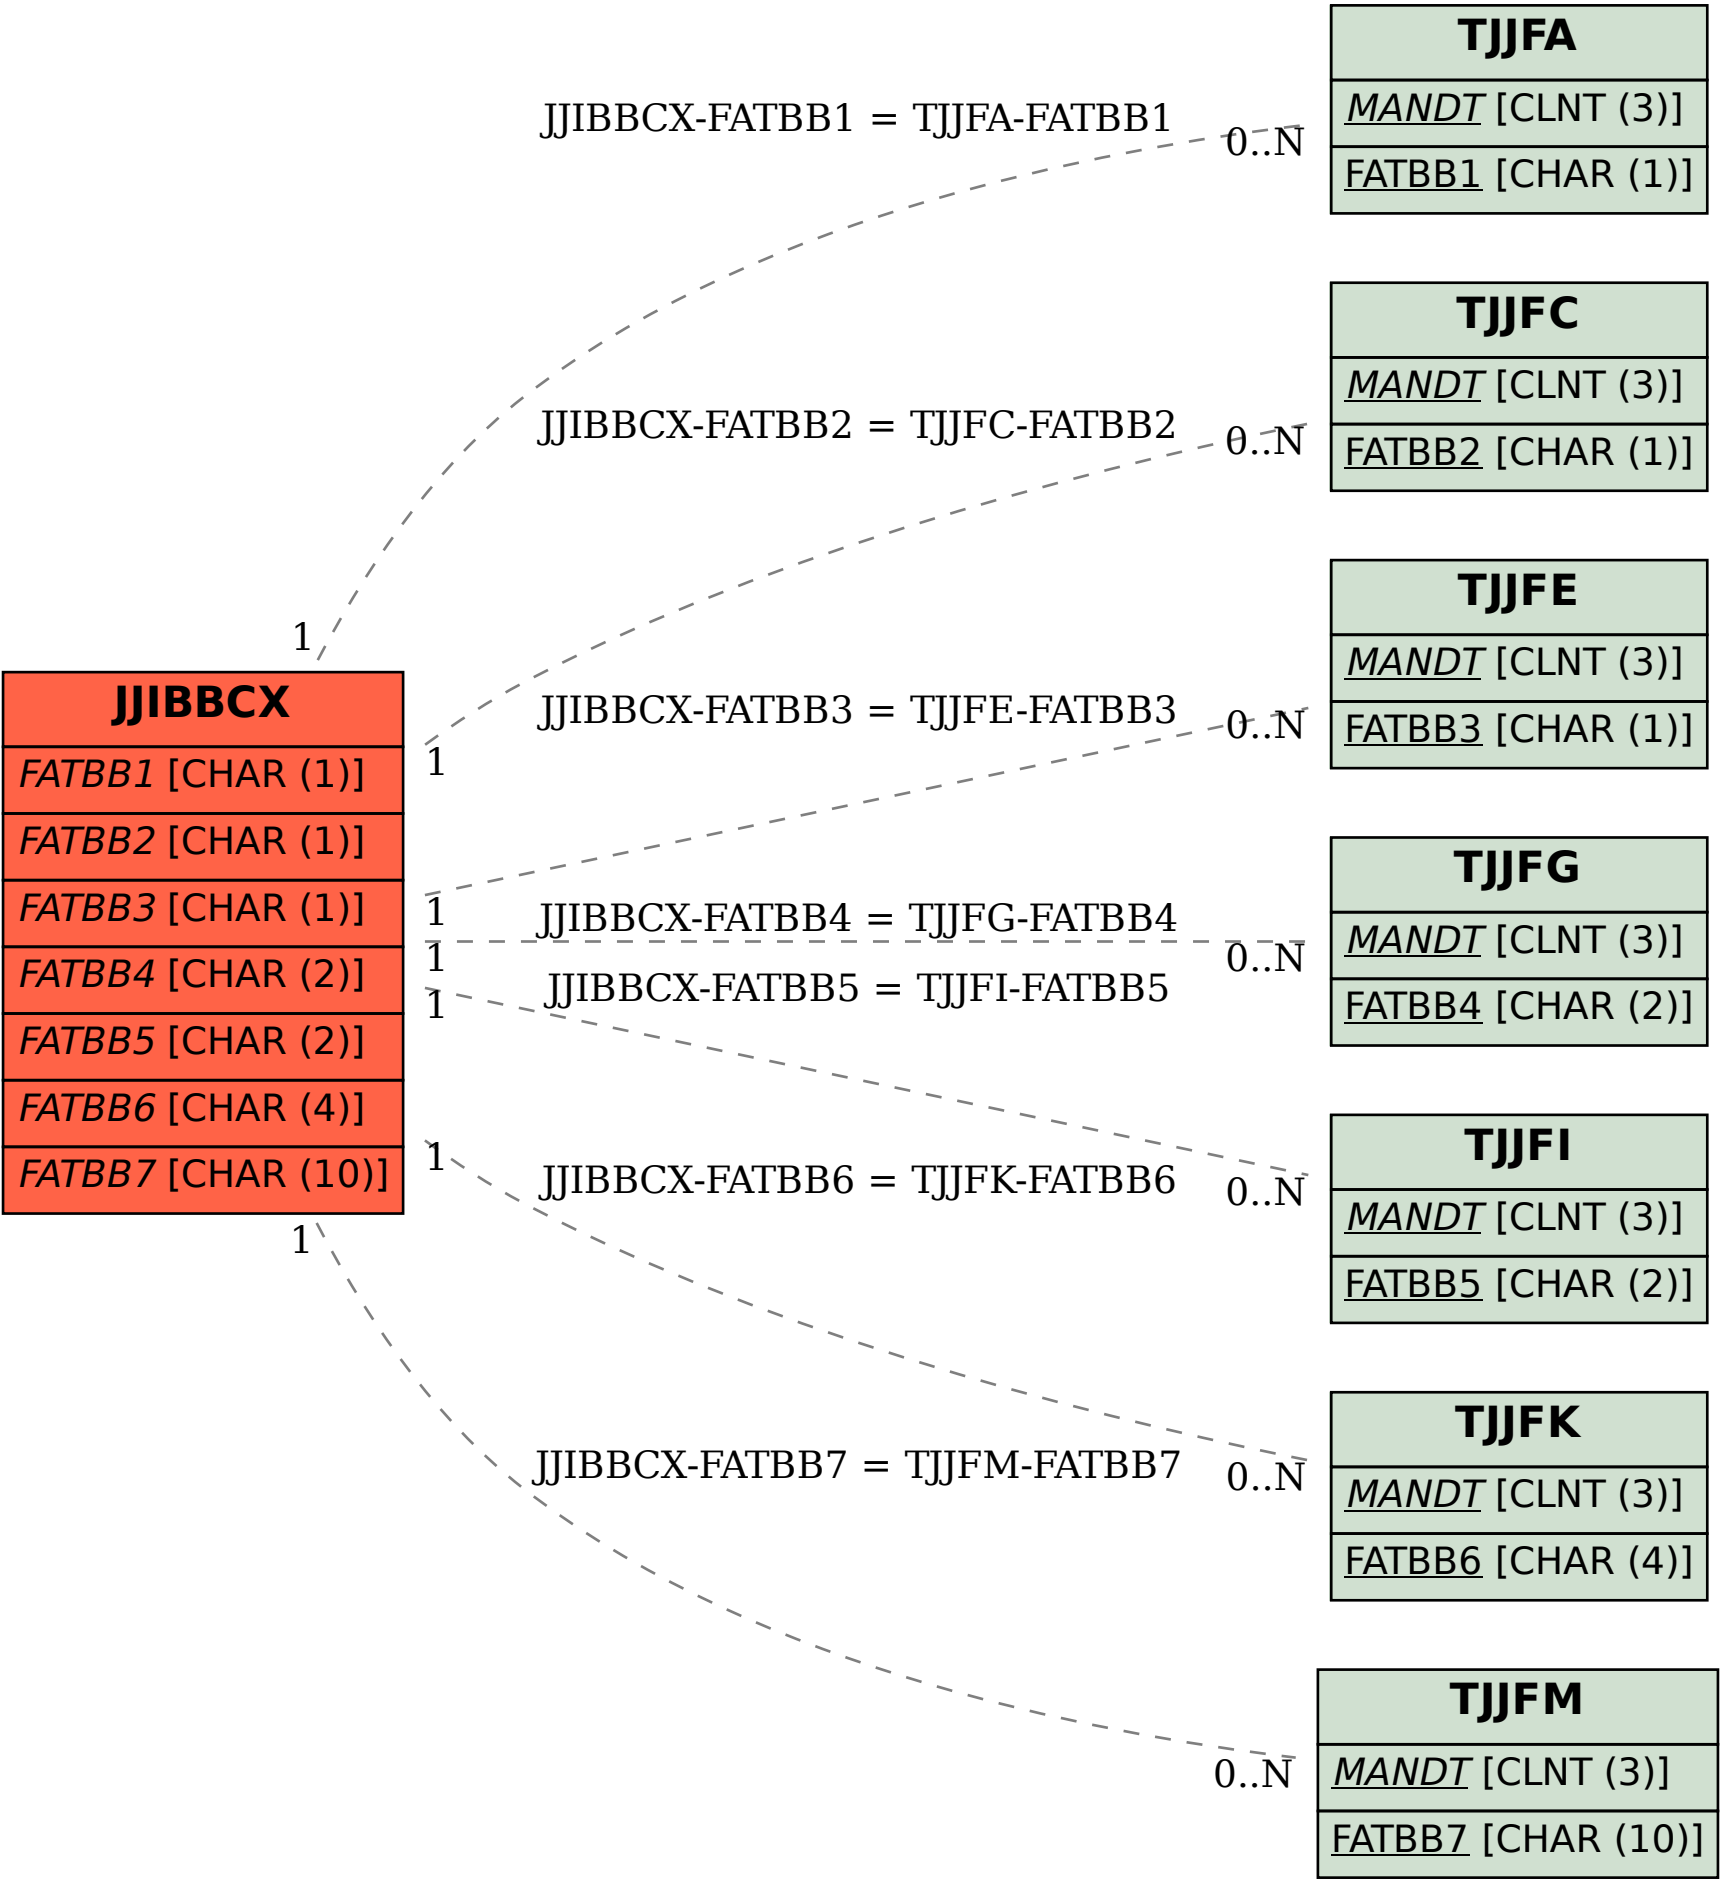 TJJFA
MANDT [CLNT (3)]
FATBB1 [CHAR (1)]
JJIBBCX-FATBB1 = TJJFA-FATBB1
0..N
1
TJJFC
MANDT [CLNT (3)]
FATBB2 [CHAR (1)]
JJIBBCX-FATBB2 = TJJFC-FATBB2
0..N
1
TJJFE
MANDT [CLNT (3)]
FATBB3 [CHAR (1)]
JJIBBCX-FATBB3 = TJJFE-FATBB3
0..N
1
JJIBBCX
FATBB1 [CHAR (1)]
FATBB2 [CHAR (1)]
FATBB3 [CHAR (1)]
FATBB4 [CHAR (2)]
FATBB5 [CHAR (2)]
FATBB6 [CHAR (4)]
FATBB7 [CHAR (10)]
TJJFG
MANDT [CLNT (3)]
FATBB4 [CHAR (2)]
JJIBBCX-FATBB4 = TJJFG-FATBB4
0..N
1
JJIBBCX-FATBB5 = TJJFI-FATBB5
0..N
1
TJJFI
MANDT [CLNT (3)]
FATBB5 [CHAR (2)]
JJIBBCX-FATBB6 = TJJFK-FATBB6
0..N
1
TJJFK
MANDT [CLNT (3)]
FATBB6 [CHAR (4)]
JJIBBCX-FATBB7 = TJJFM-FATBB7
0..N
1
TJJFM
MANDT [CLNT (3)]
FATBB7 [CHAR (10)]